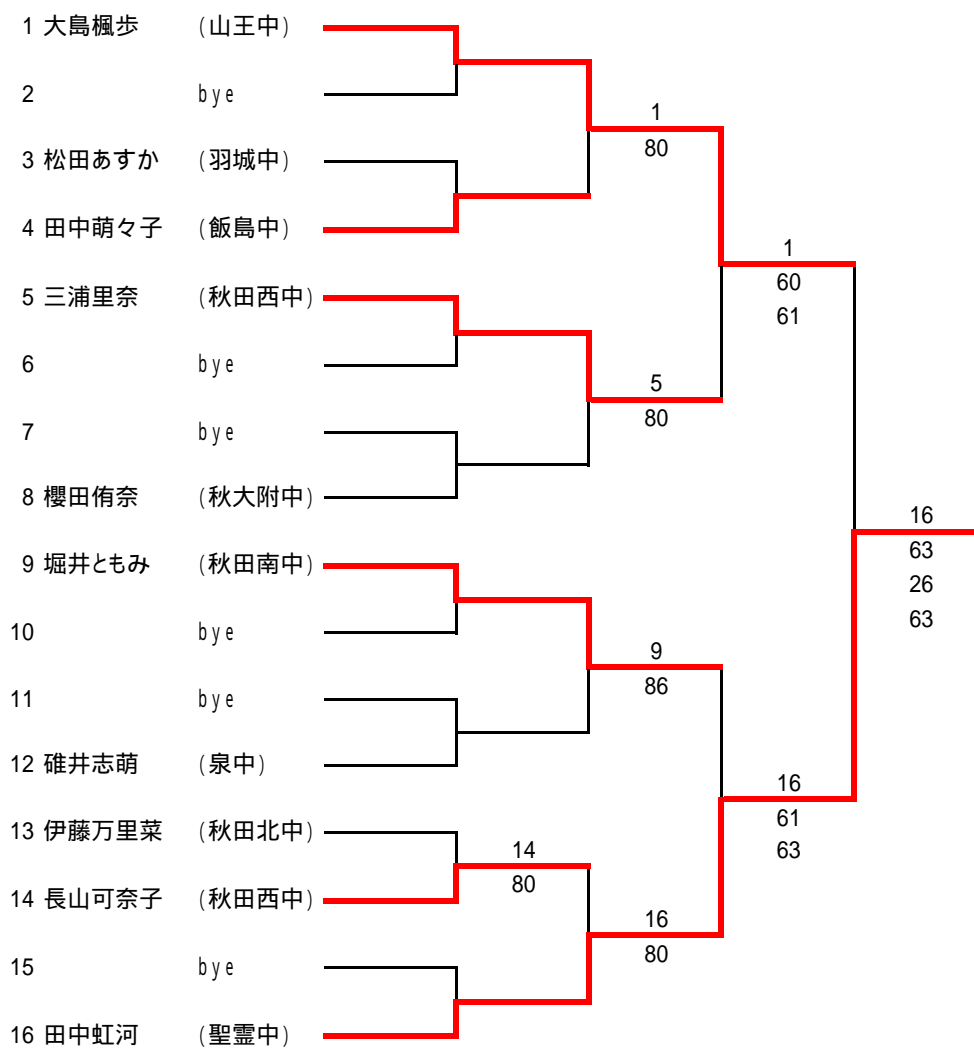 1 大島楓歩 (山王中)
2 bye
1
80
3 松田あすか (羽城中)
4 田中萌々子 (飯島中)
1
60
61
5 三浦里奈 (秋田西中)
6 bye
5
80
7 bye
8 櫻田侑奈 (秋大附中)
16
63
26
63
9 堀井ともみ (秋田南中)
10 bye
9
86
11 bye
12 碓井志萌 (泉中)
16
61
63
13 伊藤万里菜 (秋田北中)
14
80
14 長山可奈子 (秋田西中)
16
80
15 bye
16 田中虹河 (聖霊中)